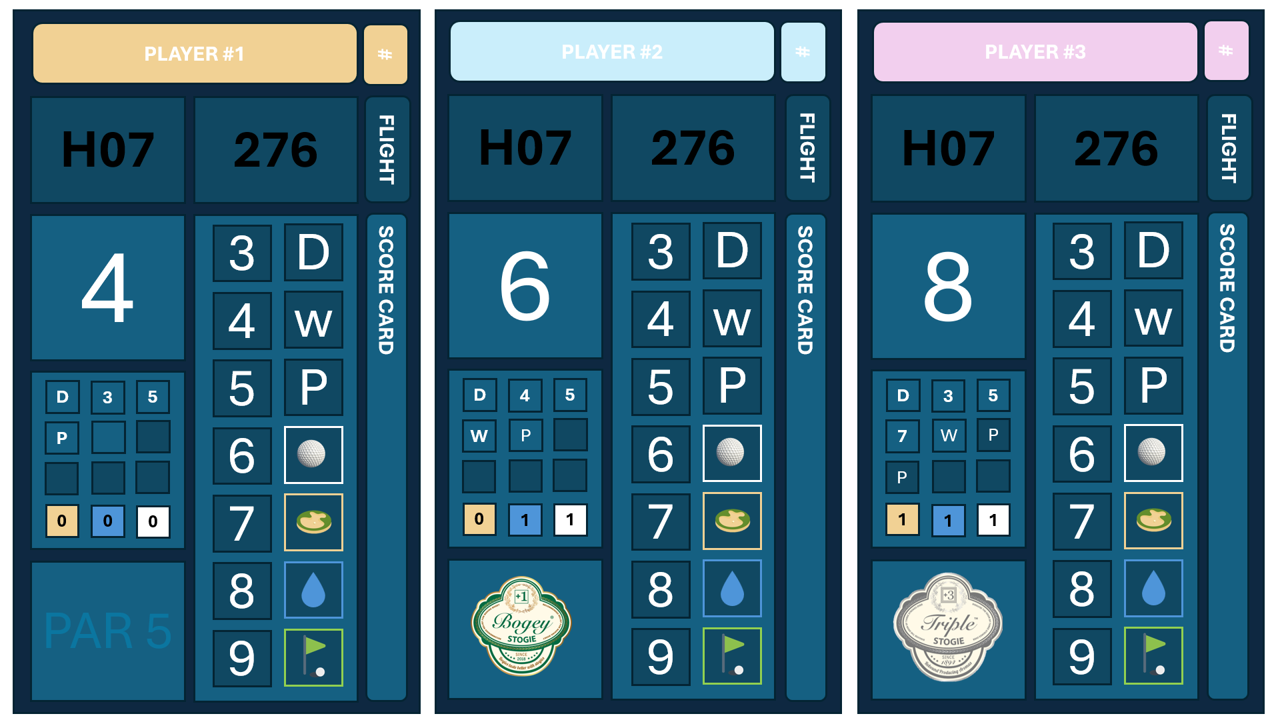 PLAYER #1 #
H07 276 FLIGHT
4
3 D
4 w
5 P
6
7
8
9
SCORE CARD
D 3 5
P
0 0 0
PAR 5
PLAYER #2 #
H07 276 FLIGHT
6
3 D
4 w
5 P
6
7
8
9
SCORE CARD
D 4 5
W P
0 1 1
+1
Bogey
STOGIE
SINCE
PLAYER #3 #
H07 276 FLIGHT
8
3 D
4 w
5 P
6
7
8
9
SCORE CARD
D 3 5
7 W P
P
1 1 1
+3
Triple
STOGIE
SINCE